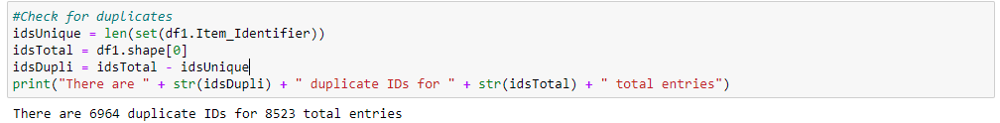 #Check for duplicates
idsUnique = len(set(df1.Item_Identifier))
idsTotal = df1.shape[0]
idsDupli = idsTotal - idsUnique
print("There are " + str(idsDupli) + " duplicate IDs for " + str(idsTotal) + " total entries")
There are 6964 duplicate IDs for 8523 total entries